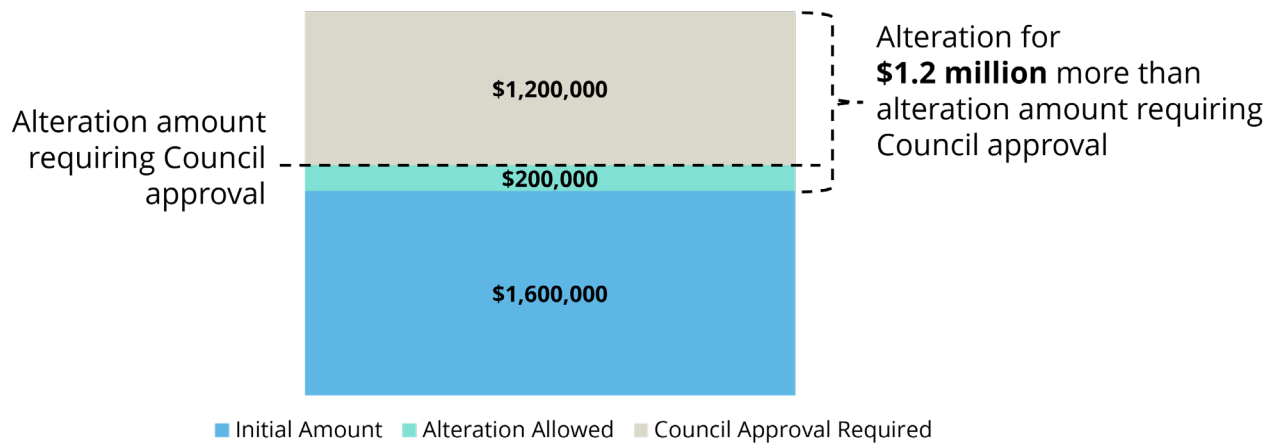 Alteration for
$1.2 million more than
alteration amount requiring
Council approval
$1,200,000
Alteration amount
requiring Council
approval
$200,000
$1,600,000
Initial Amount Alteration Allowed Council Approval Required